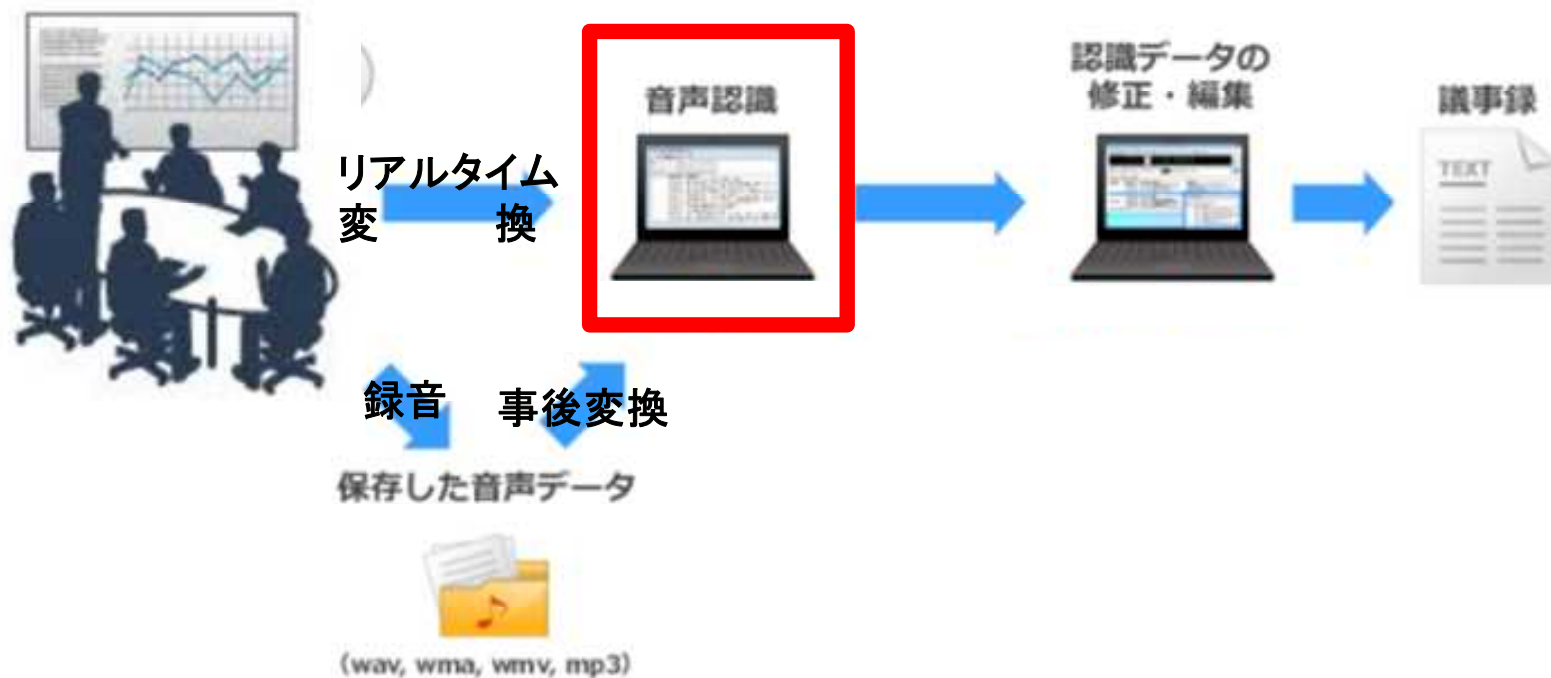 リアルタイム
変　　換
音声認識
認識データの
修正・編集
議事録
TEXT
録音
事後変換
保存した音声データ
(wav, wma, wmv, mp3)